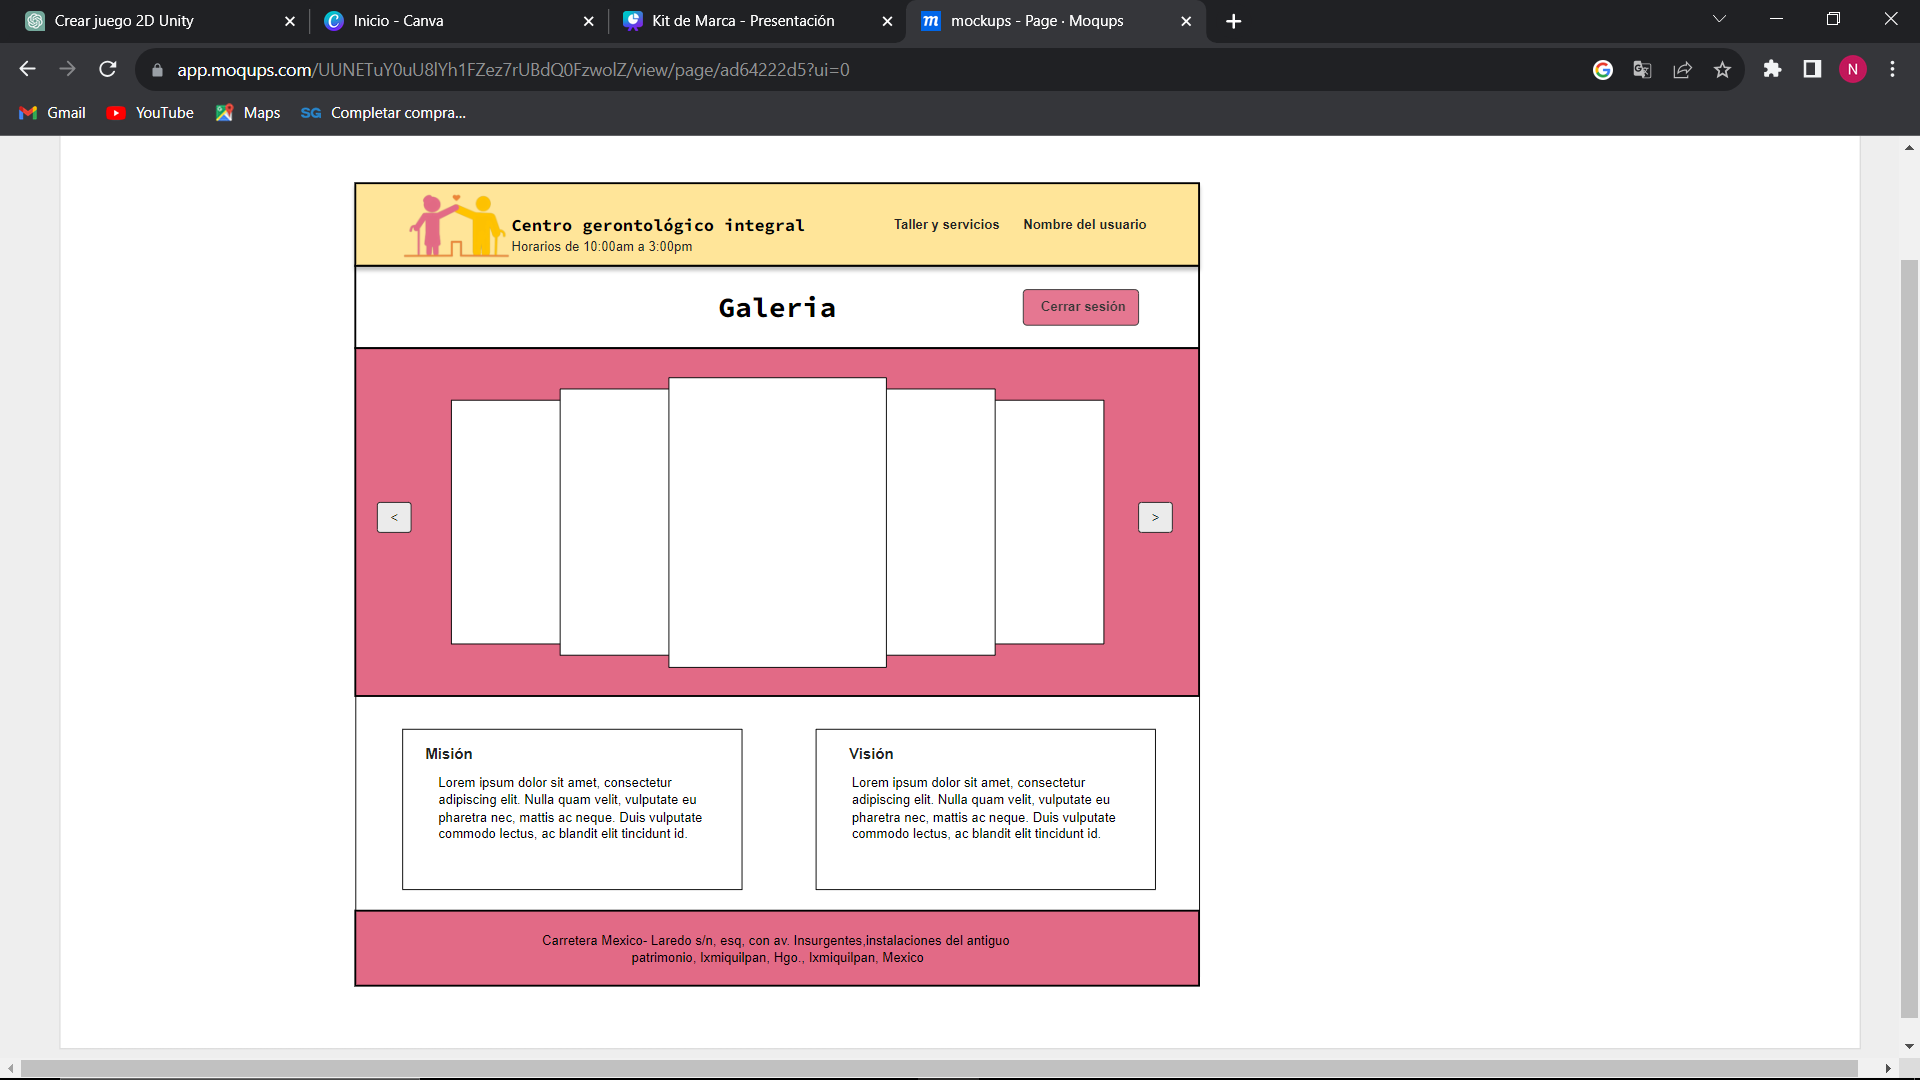 Crear juego 2D Unity
Inicio - Canva
Kit de Marca - Presentación
m mockups - Page · Moqups
app.moqups.com/UUNETuY0uU8lYh1FZez7rUBdQ0FzwolZ/view/page/ad64222d5?ui=0
N
Gmail
YouTube
Maps
SG Completar compra...
Centro gerontológico integral
Horarios de 10:00am a 3:00pm
Taller y servicios
Nombre del usuario
Galeria
Cerrar sesión
<
>
Misión
Lorem ipsum dolor sit amet, consectetur
adipiscing elit. Nulla quam velit, vulputate eu
pharetra nec, mattis ac neque. Duis vulputate
commodo lectus, ac blandit elit tincidunt id.
Visión
Lorem ipsum dolor sit amet, consectetur
adipiscing elit. Nulla quam velit, vulputate eu
pharetra nec, mattis ac neque. Duis vulputate
commodo lectus, ac blandit elit tincidunt id.
Carretera Mexico- Laredo s/n, esq, con av. Insurgentes,instalaciones del antiguo
patrimonio, Ixmiquilpan, Hgo., Ixmiquilpan, Mexico